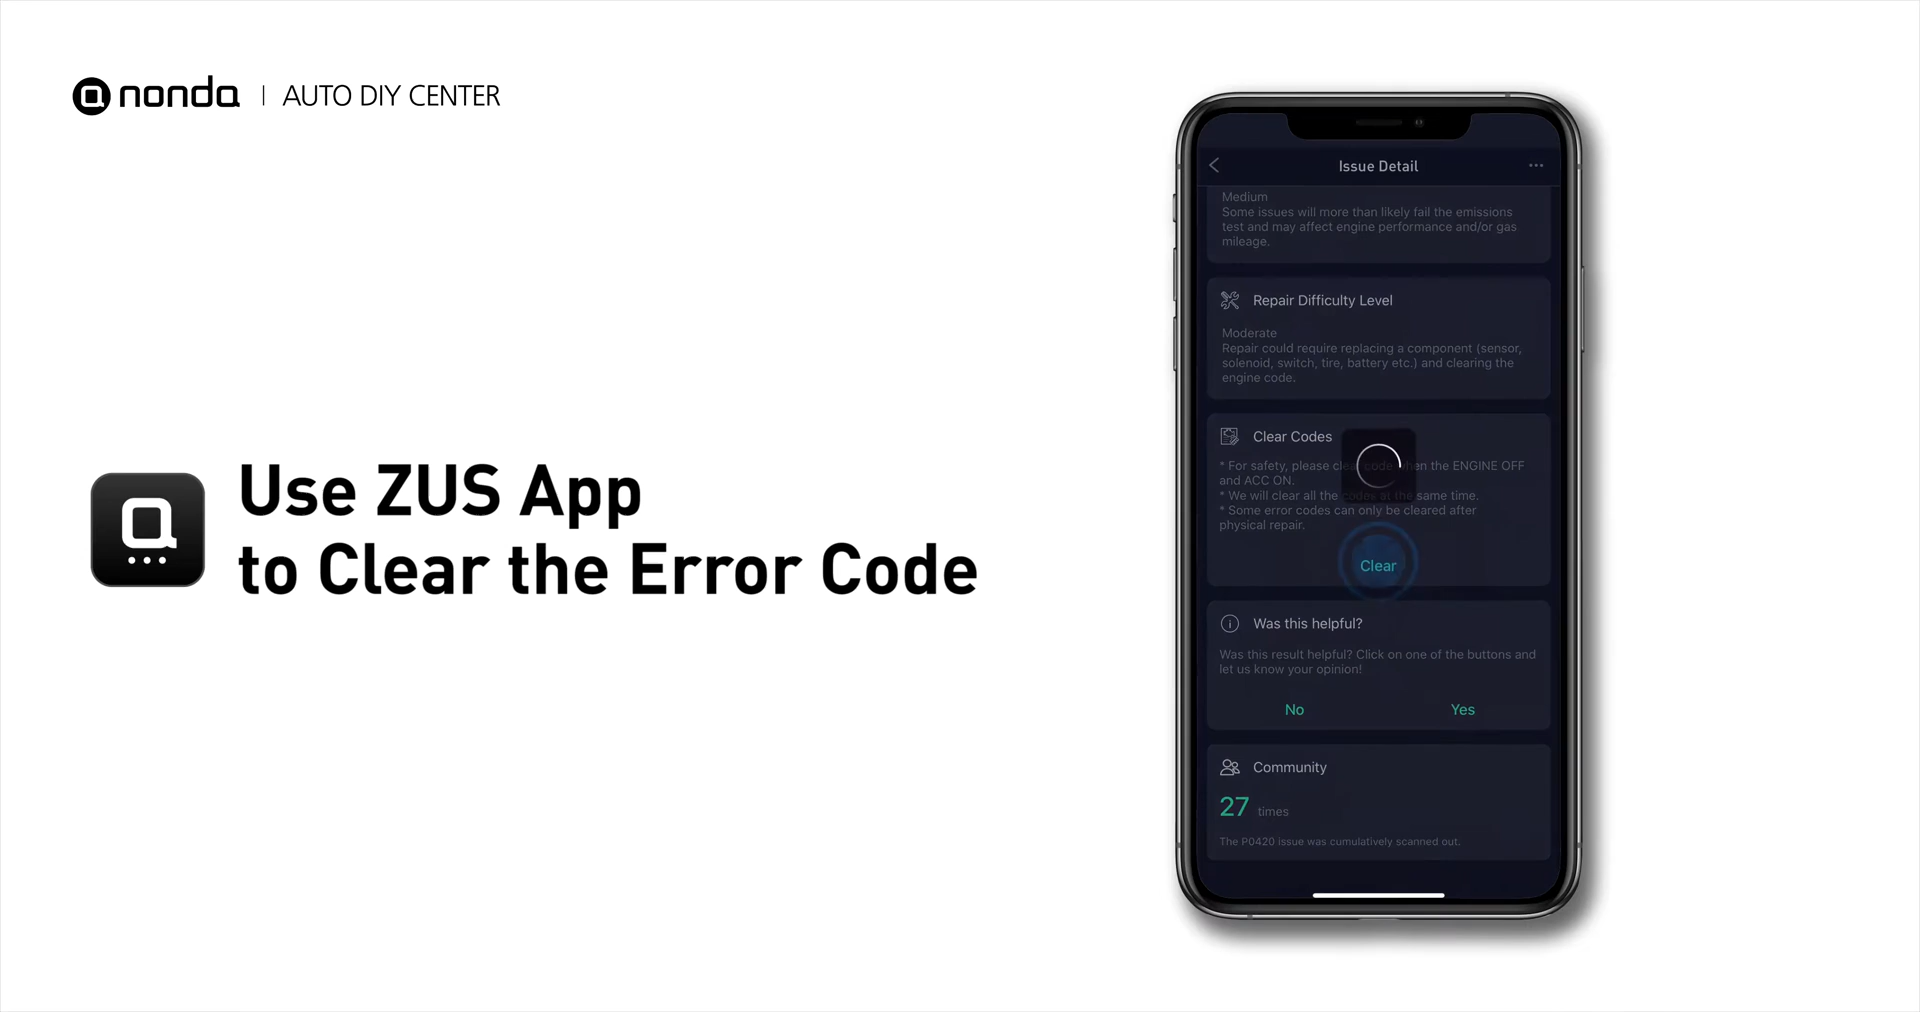 nonda | AUTO DIY CENTER
Use ZUS App
to Clear the Error Code
Issue Detail
Medium
Some issues will more than likely fail the emissions
test and may affect engine performance and/or gas
mileage.
Repair Difficulty Level
Moderate
Repair could require replacing a component (sensor,
solenoid, switch, tire, battery etc.) and clearing the
engine code.
Clear Codes
* For safety, please clear code when the ENGINE OFF
and ACC ON.
* We will clear all the codes at the same time.
* Some error codes can only be cleared after
physical repair.
Clear
Was this helpful?
Was this result helpful? Click on one of the buttons and
let us know your opinion!
No Yes
Community
27 times
The P0420 issue was cumulatively scanned out.